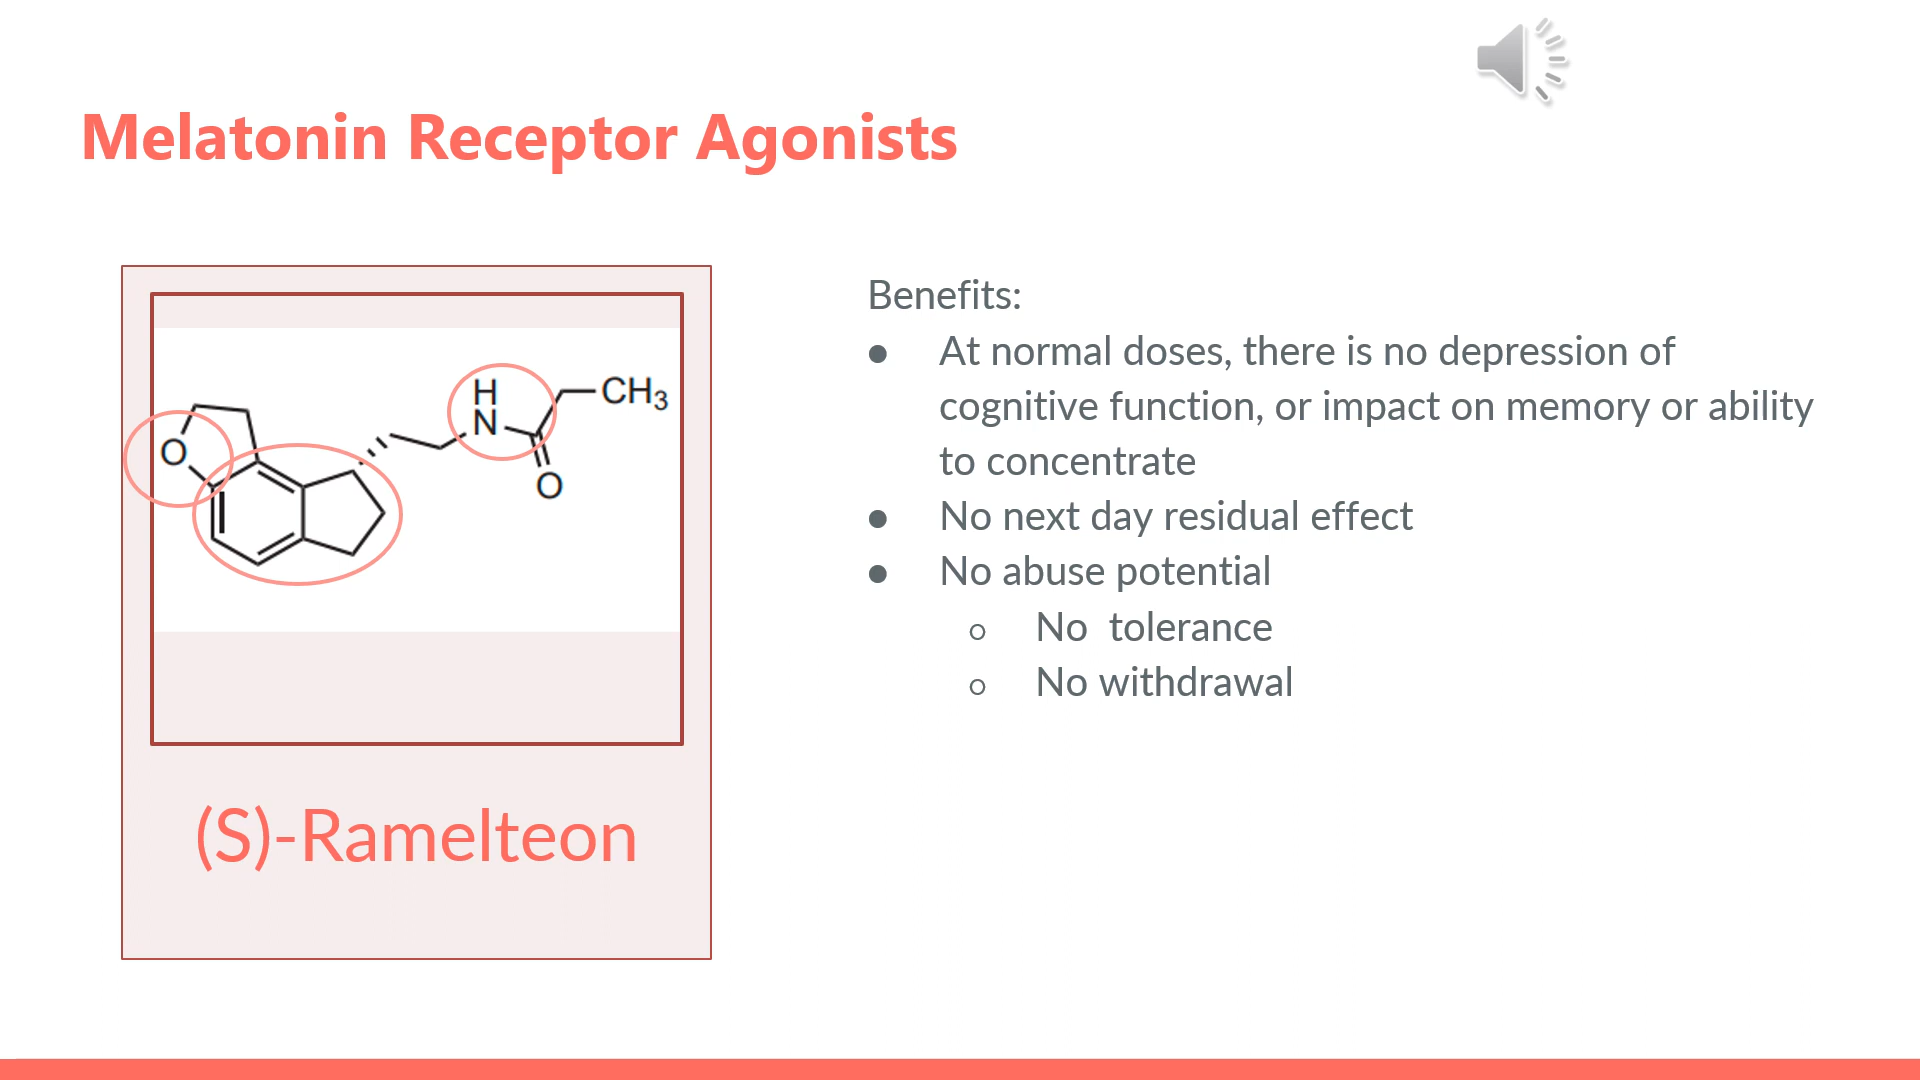 Melatonin Receptor Agonists
O
H
N
CH3
O
(S)-Ramelteon
Benefits:
● At normal doses, there is no depression of
cognitive function, or impact on memory or ability
to concentrate
● No next day residual effect
● No abuse potential
○ No  tolerance
○ No withdrawal